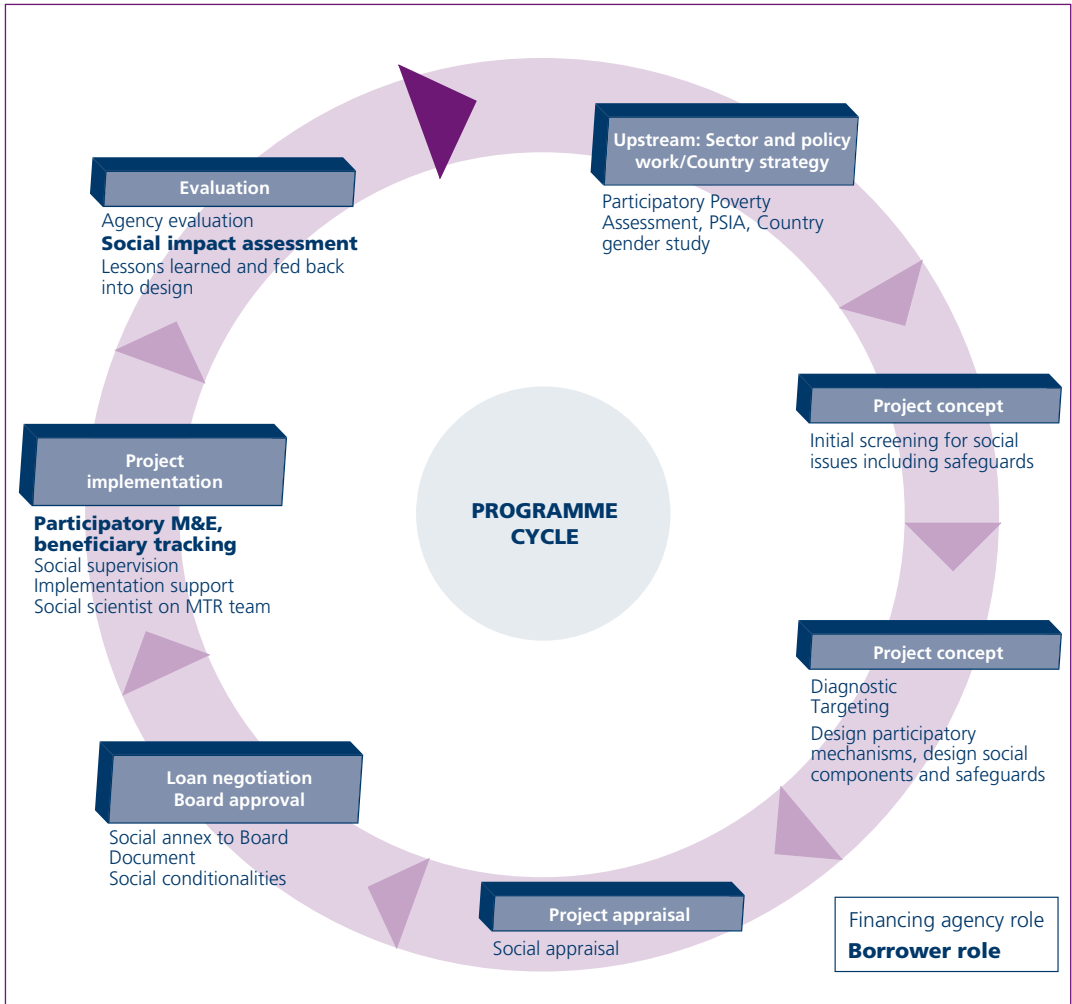 Upstream: Sector and policy
work/Country strategy
Participatory Poverty
Assessment, PSIA, Country
gender study
Project concept
Initial screening for social
issues including safeguards
Project concept
Diagnostic
Targeting
Design participatory
mechanisms, design social
components and safeguards
Project appraisal
Social appraisal
Loan negotiation
Board approval
Social annex to Board
Document
Social conditionalities
Project
implementation
Participatory M&E,
beneficiary tracking
Social supervision
Implementation support
Social scientist on MTR team
Evaluation
Agency evaluation
Social impact assessment
Lessons learned and fed back
into design
PROGRAMME
CYCLE
Financing agency role
Borrower role